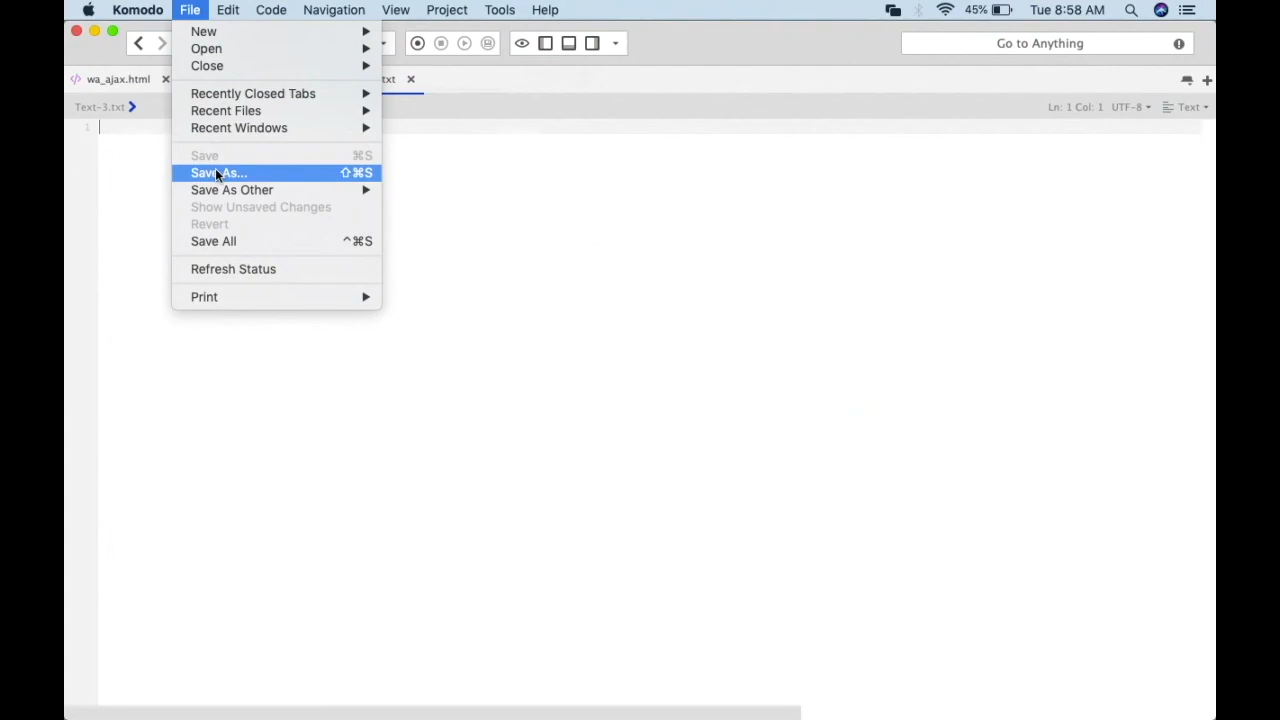 Komodo File Edit Code Navigation View Project Tools Help 45% Tue 8:58 AM
New
Open
Close
Recently Closed Tabs
Recent Files
Recent Windows
Save ⌘S
Save As... ⇧⌘S
Save As Other
Show Unsaved Changes
Revert
Save All ^⌘S
Refresh Status
Print
Go to Anything
wa_ajax.html txt
Text-3.txt Ln: 1 Col: 1 UTF-8 Text
1